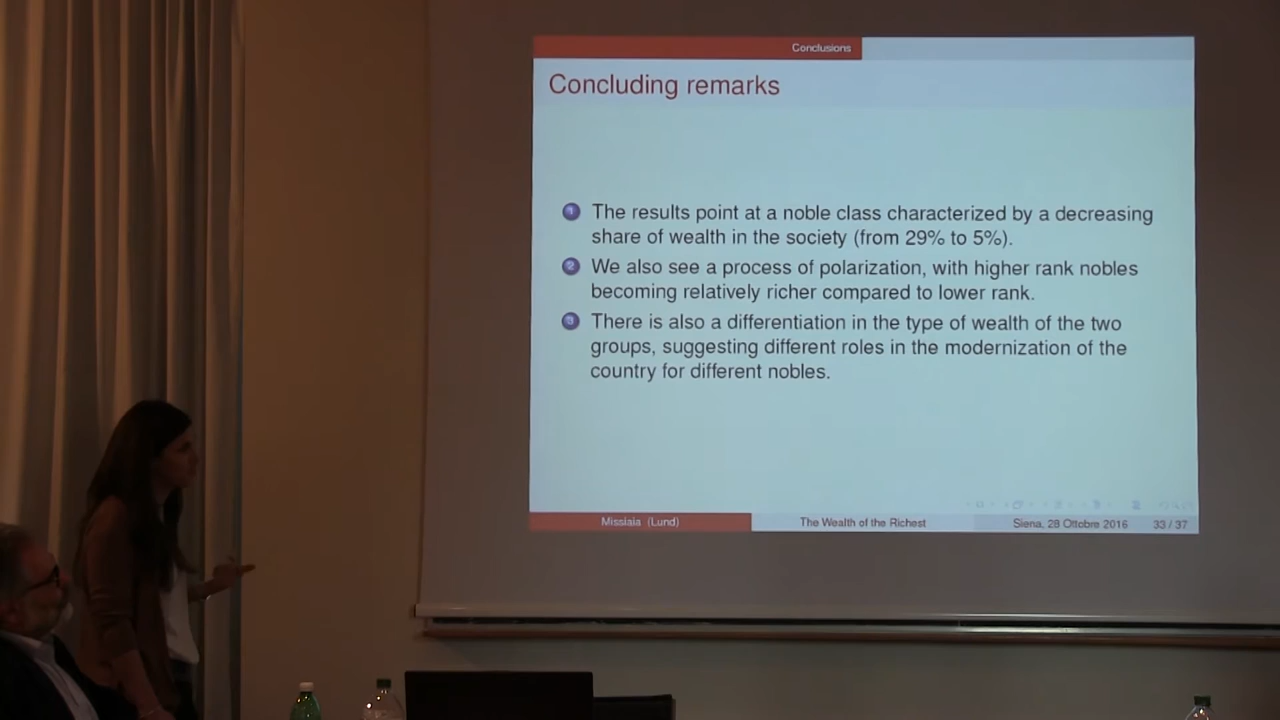 Conclusions
Concluding remarks
1 The results point at a noble class characterized by a decreasing
share of wealth in the society (from 29% to 5%).
2 We also see a process of polarization, with higher rank nobles
becoming relatively richer compared to lower rank.
3 There is also a differentiation in the type of wealth of the two
groups, suggesting different roles in the modernization of the
country for different nobles.
Missiaia (Lund) The Wealth of the Richest Siena, 28 Ottobre 2016 33 / 37